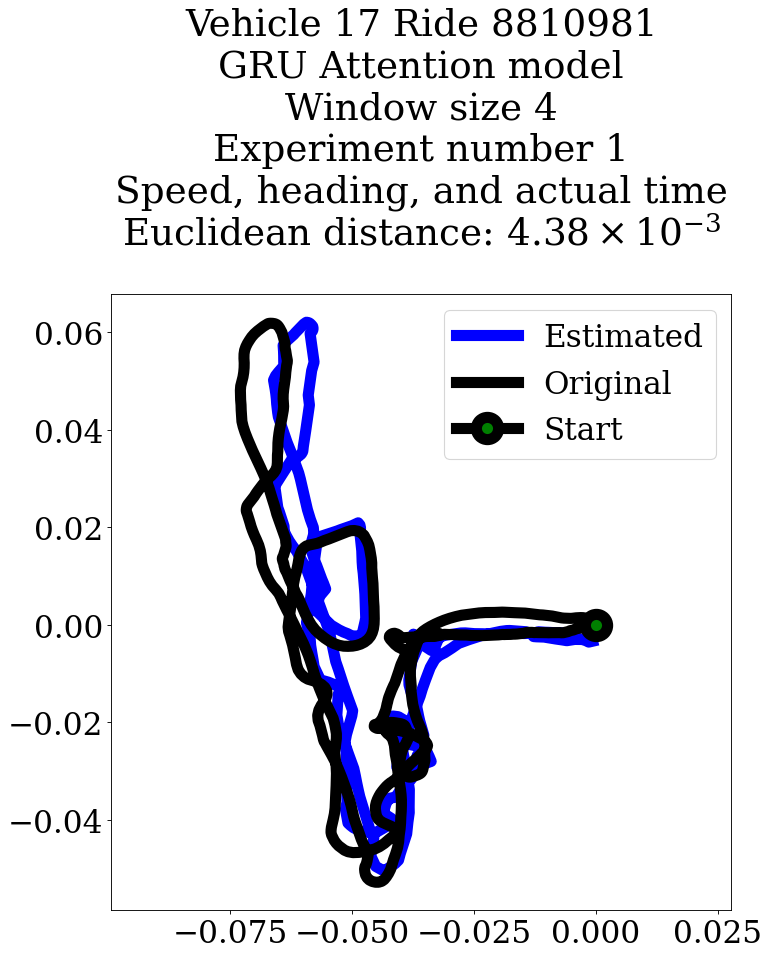 Vehicle 17 Ride 8810981
GRU Attention model
Window size 4
Experiment number 1
Speed, heading, and actual time
Euclidean distance: 4.38 × 10⁻³
Estimated
Original
Start
0.06
0.04
0.02
0.00
−0.02
−0.04
−0.075 −0.050 −0.025 0.000 0.025